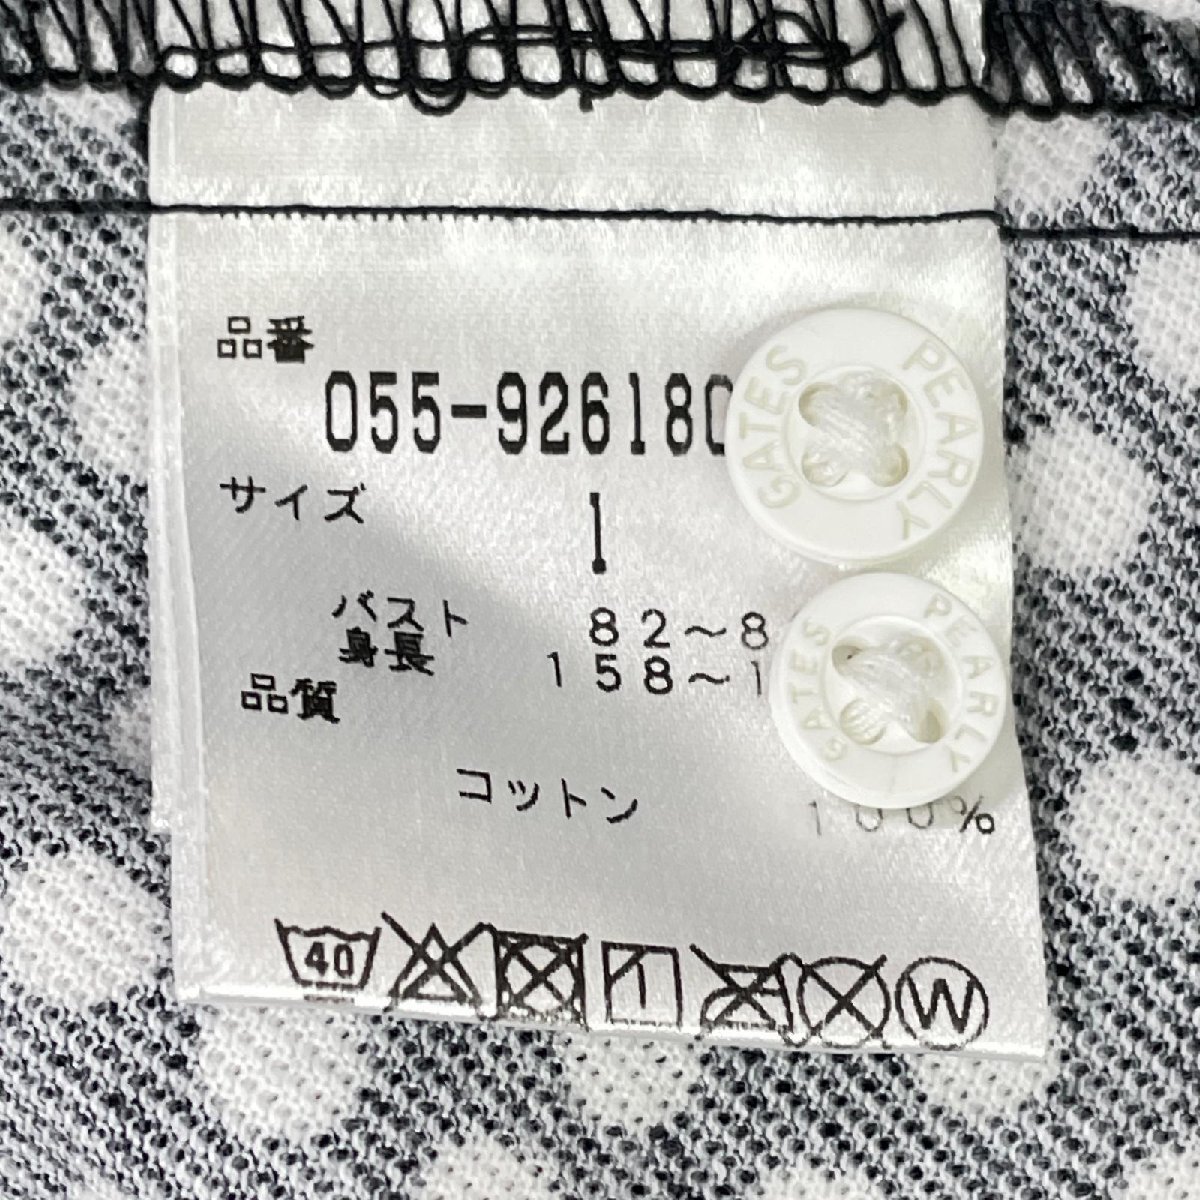 品番
055-926180
PEARLY GATES
サイズ
1
バスト 82~8
身長 158~1
PEARLY GATES
品質
コットン 100%
40
W